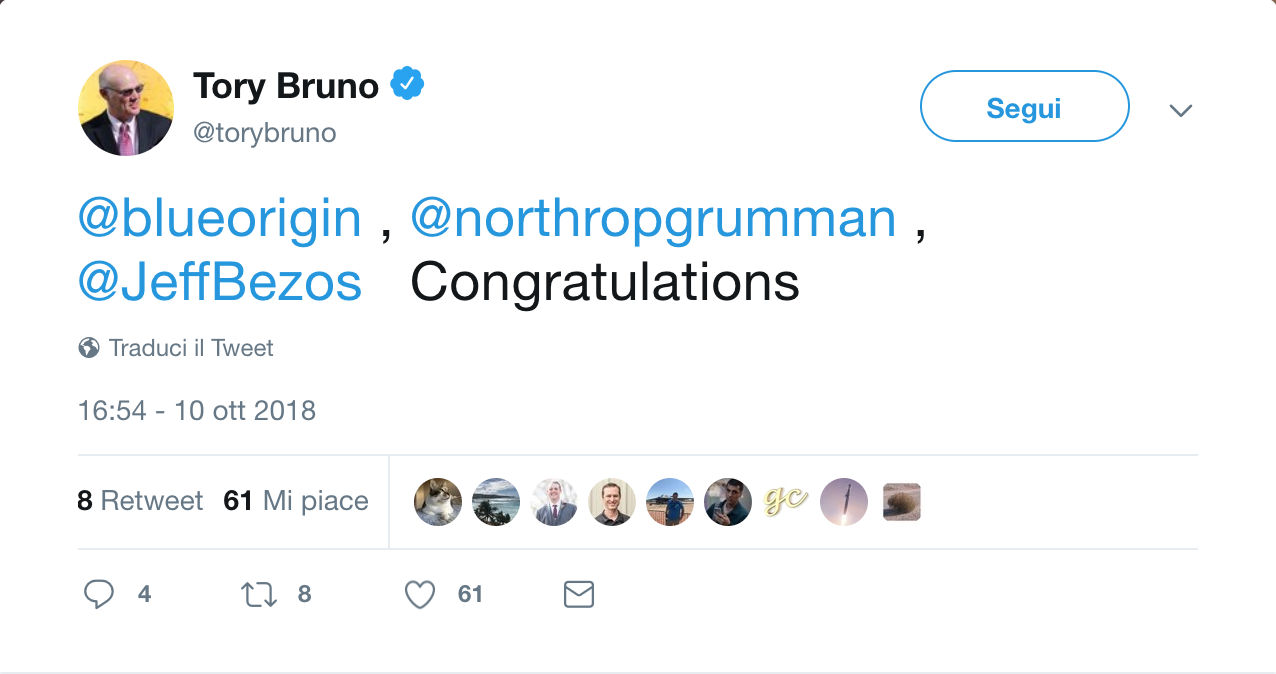 Tory Bruno
@torybruno
Segui
@blueorigin , @northropgrumman ,
@JeffBezos Congratulations
Traduci il Tweet
16:54 - 10 ott 2018
8 Retweet 61 Mi piace
gc
4 8 61